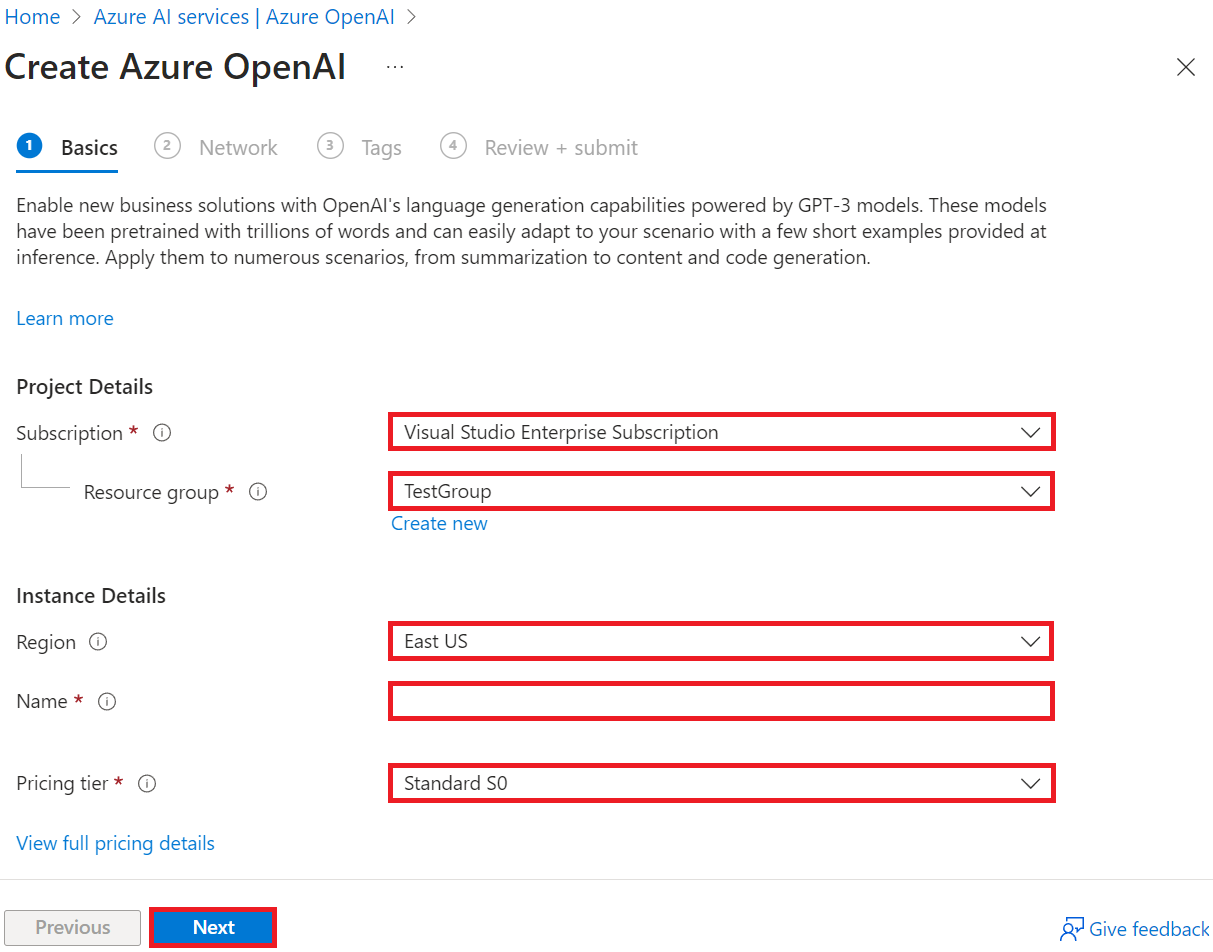 Home > Azure AI services | Azure OpenAI >
Create Azure OpenAI ...
1 Basics 2 Network 3 Tags 4 Review + submit
Enable new business solutions with OpenAI's language generation capabilities powered by GPT-3 models. These models
have been pretrained with trillions of words and can easily adapt to your scenario with a few short examples provided at
inference. Apply them to numerous scenarios, from summarization to content and code generation.
Learn more
Project Details
Subscription * Visual Studio Enterprise Subscription
Resource group * TestGroup
Create new
Instance Details
Region East US
Name *
Pricing tier * Standard S0
View full pricing details
Previous Next Give feedback